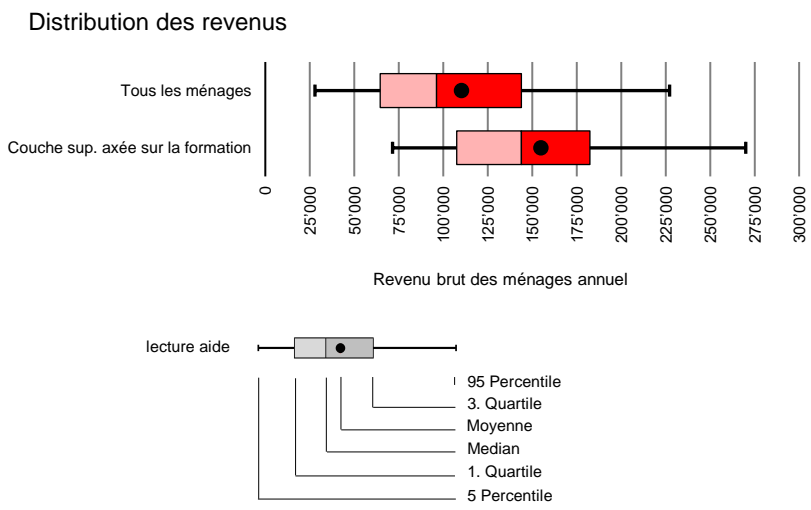 Distribution des revenus
Tous les ménages
Couche sup. axée sur la formation
0
25'000
50'000
75'000
100'000
125'000
150'000
175'000
200'000
225'000
250'000
275'000
300'000
Revenu brut des ménages annuel
lecture aide
95 Percentile
3. Quartile
Moyenne
Median
1. Quartile
5 Percentile